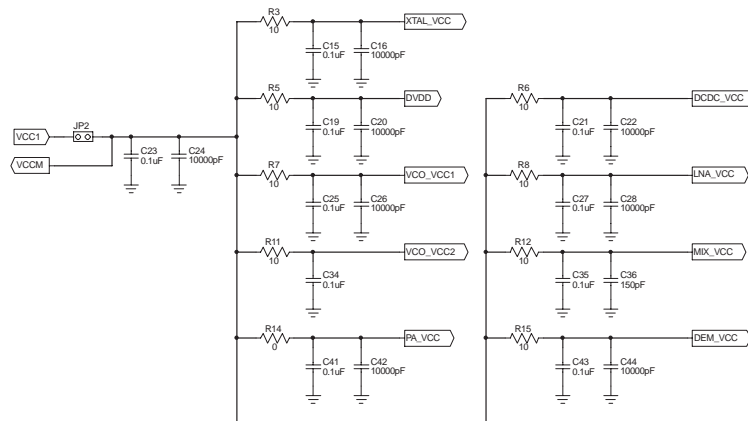 R3
10
XTAL_VCC
C15
0.1uF
C16
10000pF
R5
10
DVDD
C19
0.1uF
C20
10000pF
R6
10
DCDC_VCC
C21
0.1uF
C22
10000pF
VCC1
JP2
VCCM
C23
0.1uF
C24
10000pF
R7
10
VCO_VCC1
C25
0.1uF
C26
10000pF
R8
10
LNA_VCC
C27
0.1uF
C28
10000pF
R11
10
VCO_VCC2
C34
0.1uF
R12
10
MIX_VCC
C35
0.1uF
C36
150pF
R14
0
PA_VCC
C41
0.1uF
C42
10000pF
R15
10
DEM_VCC
C43
0.1uF
C44
10000pF